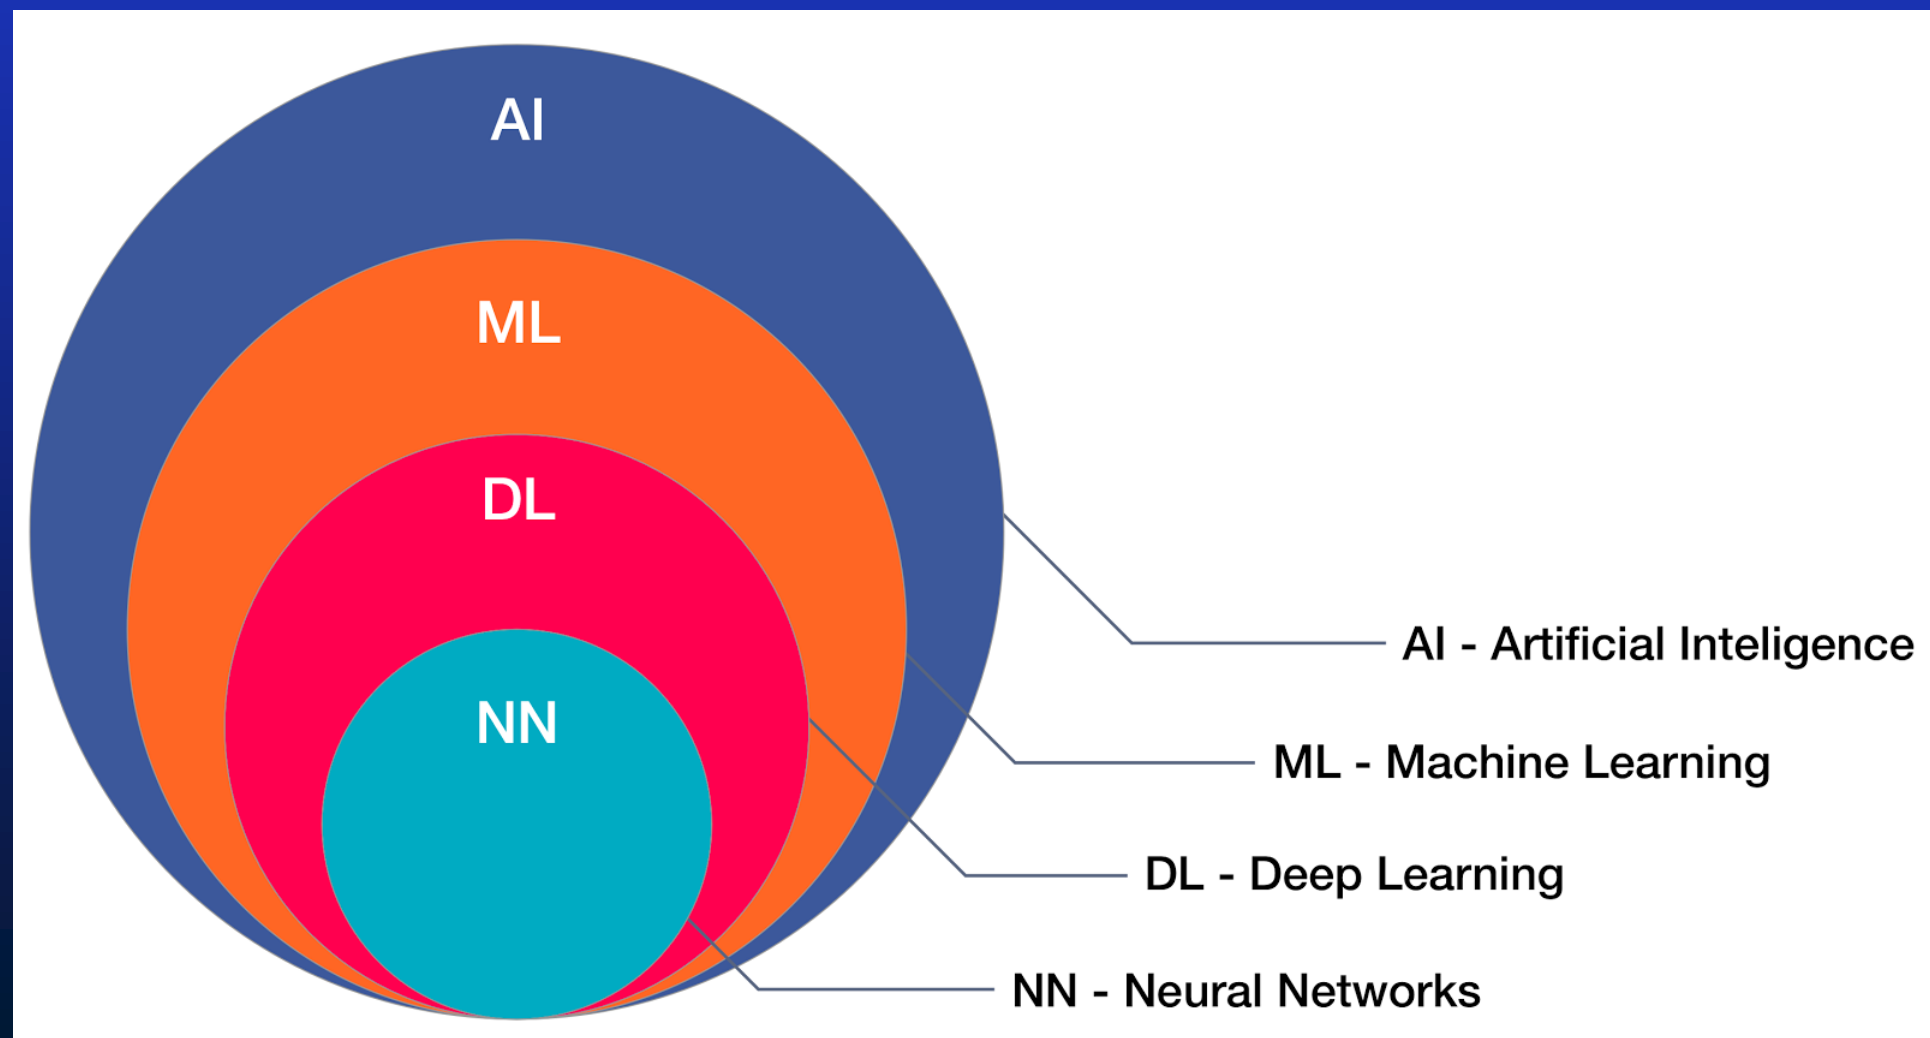 AI
ML
DL
NN
AI - Artificial Inteligence
ML - Machine Learning
DL - Deep Learning
NN - Neural Networks